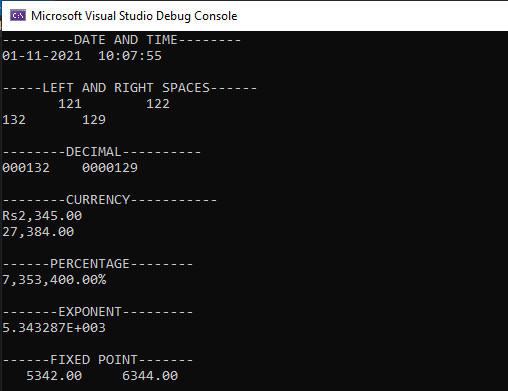 Microsoft Visual Studio Debug Console
---------DATE AND TIME--------
01-11-2021  10:07:55
-----LEFT AND RIGHT SPACES------
       121        122
132       129
--------DECIMAL----------
000132    0000129
--------CURRENCY-----------
Rs2,345.00
27,384.00
------PERCENTAGE--------
7,353,400.00%
-------EXPONENT---------
5.343287E+003
------FIXED POINT-------
   5342.00     6344.00